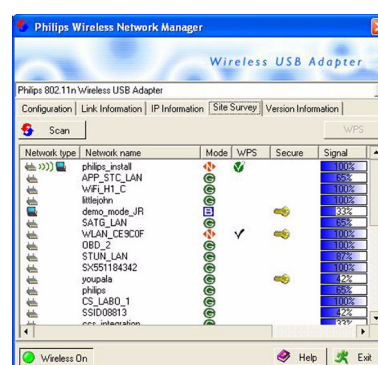 Philips Wireless Network Manager
Wireless USB Adapter
Philips 802.11n Wireless USB Adapter
Configuration Link Information IP Information Site Survey Version Information
Scan WPS
Network type Network name Mode WPS Secure Signal
philips_install 100%
APP_STC_LAN 65%
WiFi_H1_C 100%
littlejohn 100%
demo_mode_JR 33%
SATG_LAN 65%
WLAN_CE9C0F 100%
OBD_2 100%
STUN_LAN 87%
SX551184342 100%
youpala 42%
philips 65%
CS_LABO_1 100%
SSID08813 42%
ccs_integration 33%
Wireless On Help Exit